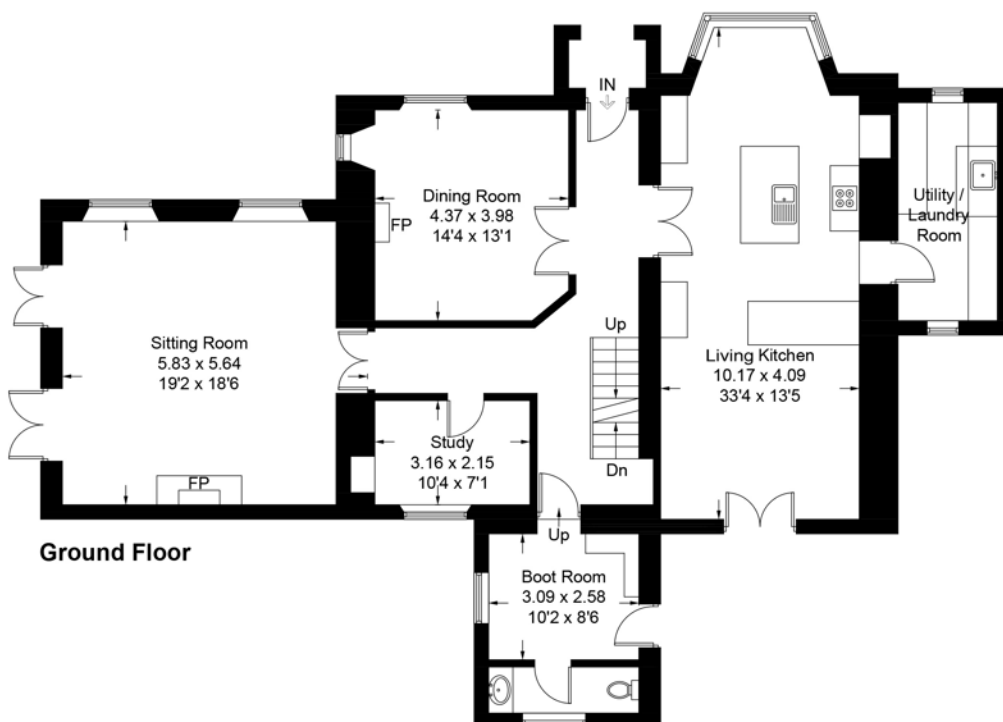 IN
Dining Room
4.37 x 3.98
14'4 x 13'1
FP
Utility /
Laundry
Room
Sitting Room
5.83 x 5.64
19'2 x 18'6
Up
Living Kitchen
10.17 x 4.09
33'4 x 13'5
Study
3.16 x 2.15
10'4 x 7'1
Dn
FP
Up
Ground Floor
Boot Room
3.09 x 2.58
10'2 x 8'6